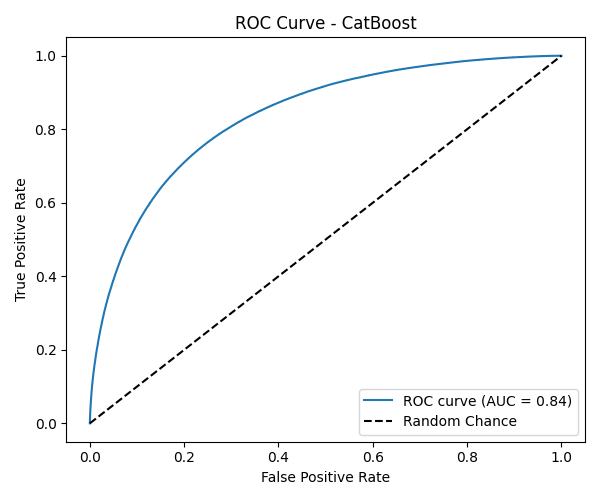 ROC Curve - CatBoost
True Positive Rate
1.0
0.8
0.6
0.4
0.2
0.0
0.0 0.2 0.4 0.6 0.8 1.0
False Positive Rate
ROC curve (AUC = 0.84)
Random Chance